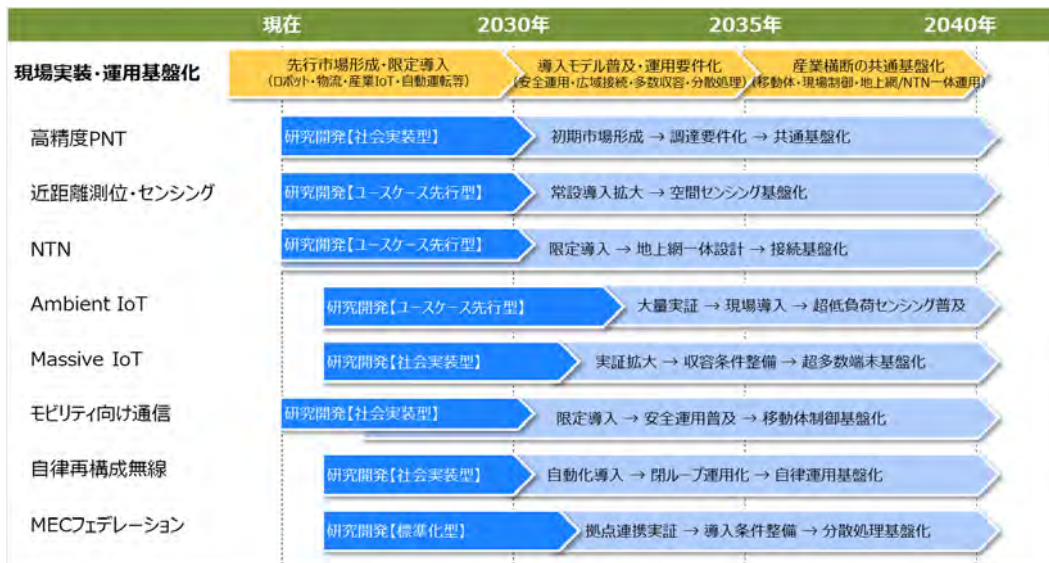 現在 2030年 2035年 2040年
現場実装・運用基盤化
先行市場形成・限定導入
(ロボット・物流・産業IoT・自動運転等)
導入モデル普及・運用要件化
(安全運用・広域接続・多数収容・分散処理)
産業横断の共通基盤化
(移動体・現場制御・地上網/NTN一体運用)
高精度PNT
研究開発【社会実装型】
初期市場形成 → 調達要件化 → 共通基盤化
近距離測位・センシング
研究開発【ユースケース先行型】
常設導入拡大 → 空間センシング基盤化
NTN
研究開発【ユースケース先行型】
限定導入 → 地上網一体設計 → 接続基盤化
Ambient IoT
研究開発【ユースケース先行型】
大量実証 → 現場導入 → 超低負荷センシング普及
Massive IoT
研究開発【社会実装型】
実証拡大 → 収容条件整備 → 超多数端末基盤化
モビリティ向け通信
研究開発【社会実装型】
限定導入 → 安全運用普及 → 移動体制御基盤化
自律再構成無線
研究開発【社会実装型】
自動化導入 → 閉ループ運用化 → 自律運用基盤化
MECフェデレーション
研究開発【標準化型】
拠点連携実証 → 導入条件整備 → 分散処理基盤化